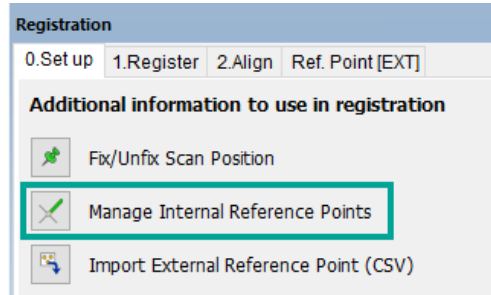 Registration
0.Set up 1.Register 2.Align Ref. Point [EXT]
Additional information to use in registration
Fix/Unfix Scan Position
Manage Internal Reference Points
Import External Reference Point (CSV)